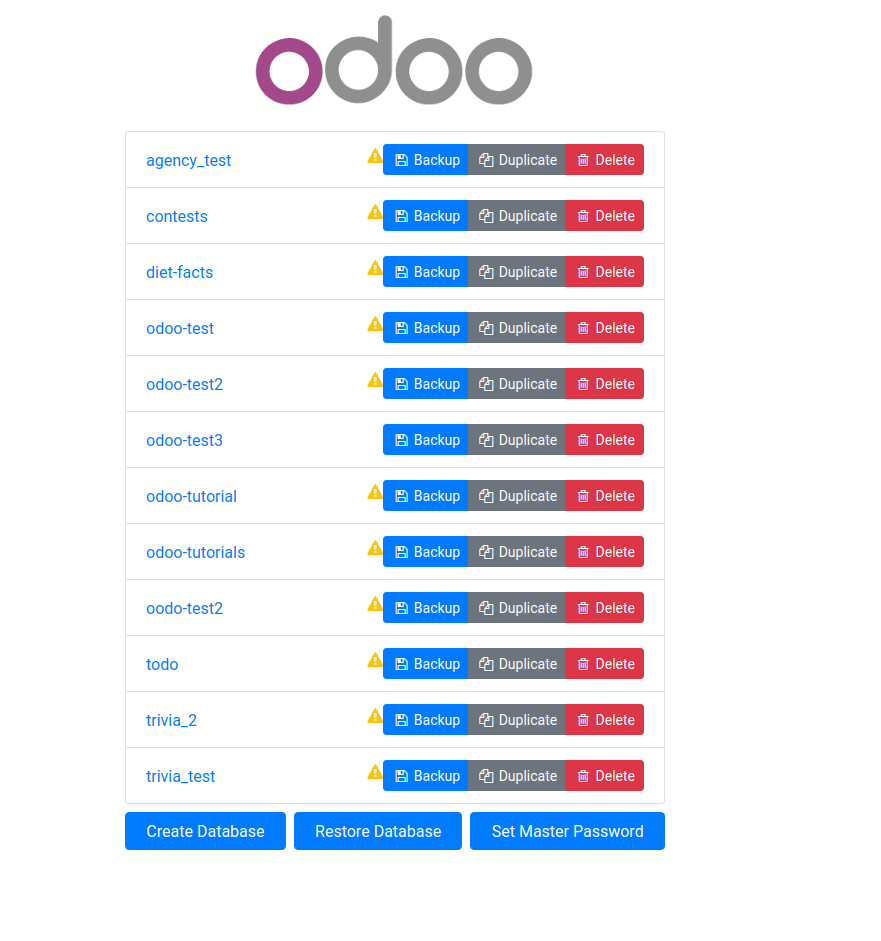 odoo
agency_test Backup Duplicate Delete
contests Backup Duplicate Delete
diet-facts Backup Duplicate Delete
odoo-test Backup Duplicate Delete
odoo-test2 Backup Duplicate Delete
odoo-test3 Backup Duplicate Delete
odoo-tutorial Backup Duplicate Delete
odoo-tutorials Backup Duplicate Delete
oodo-test2 Backup Duplicate Delete
todo Backup Duplicate Delete
trivia_2 Backup Duplicate Delete
trivia_test Backup Duplicate Delete
Create Database Restore Database Set Master Password